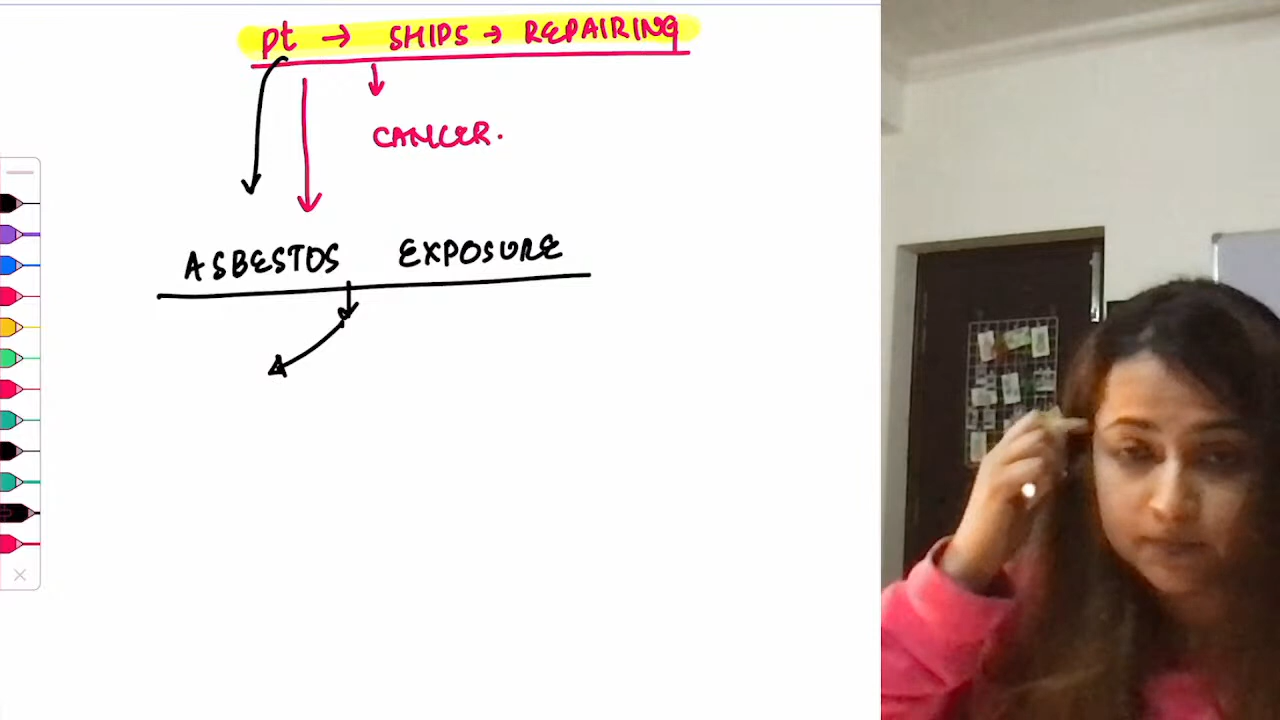 pt → SHIPS → REPAIRING
CANCER.
ASBESTOS EXPOSURE